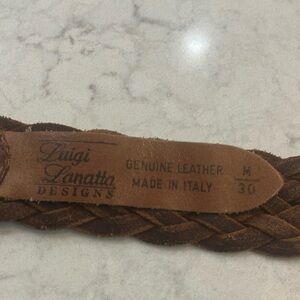 Luigi
Lanatta
DESIGNS
GENUINE LEATHER
MADE IN ITALY
M
30